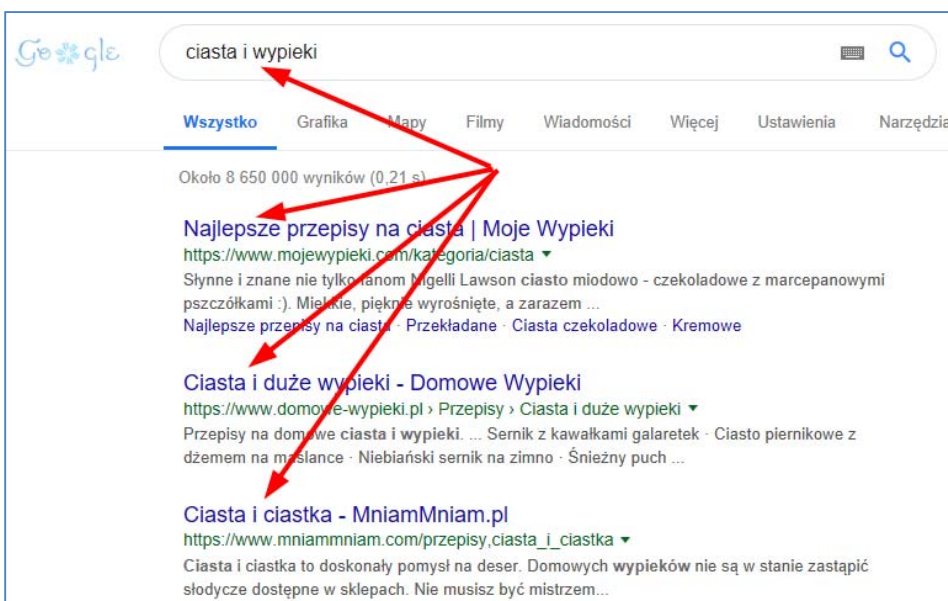 Google
ciasta i wypieki
Wszystko Grafika Mapy Filmy Wiadomości Więcej Ustawienia Narzędzia
Około 8 650 000 wyników (0,21 s)
Najlepsze przepisy na ciasta | Moje Wypieki
https://www.mojewypieki.com/kategoria/ciasta
Słynne i znane nie tylko fanom Nigelli Lawson ciasto miodowo - czekoladowe z marcepanowymi
pszczółkami :). Miękkie, pięknie wyrośnięte, a zarazem ...
Najlepsze przepisy na ciasta · Przekładane · Ciasta czekoladowe · Kremowe
Ciasta i duże wypieki - Domowe Wypieki
https://www.domowe-wypieki.pl › Przepisy › Ciasta i duże wypieki
Przepisy na domowe ciasta i wypieki. ... Sernik z kawałkami galaretek · Ciasto piernikowe z
dżemem na maślance · Niebiański sernik na zimno · Śnieżny puch ...
Ciasta i ciastka - MniamMniam.pl
https://www.mniammniam.com/przepisy,ciasta_i_ciastka
Ciasta i ciastka to doskonały pomysł na deser. Domowych wypieków nie są w stanie zastąpić
słodycze dostępne w sklepach. Nie musisz być mistrzem...